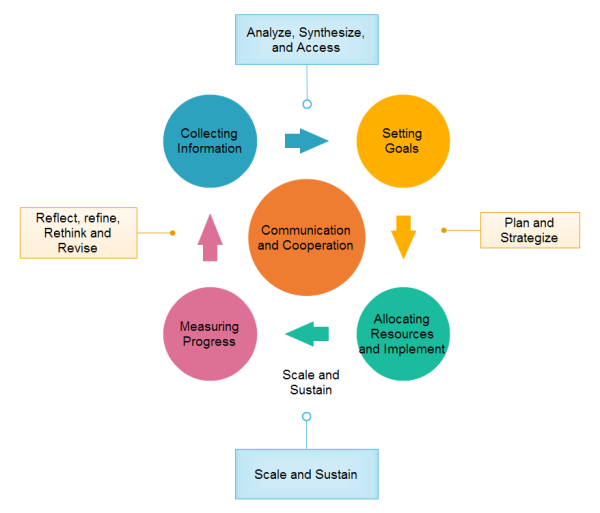 Analyze, Synthesize,
and Access
Collecting
Information
Setting
Goals
Reflect, refine,
Rethink and
Revise
Communication
and Cooperation
Plan and
Strategize
Measuring
Progress
Allocating
Resources
and Implement
Scale and
Sustain
Scale and Sustain